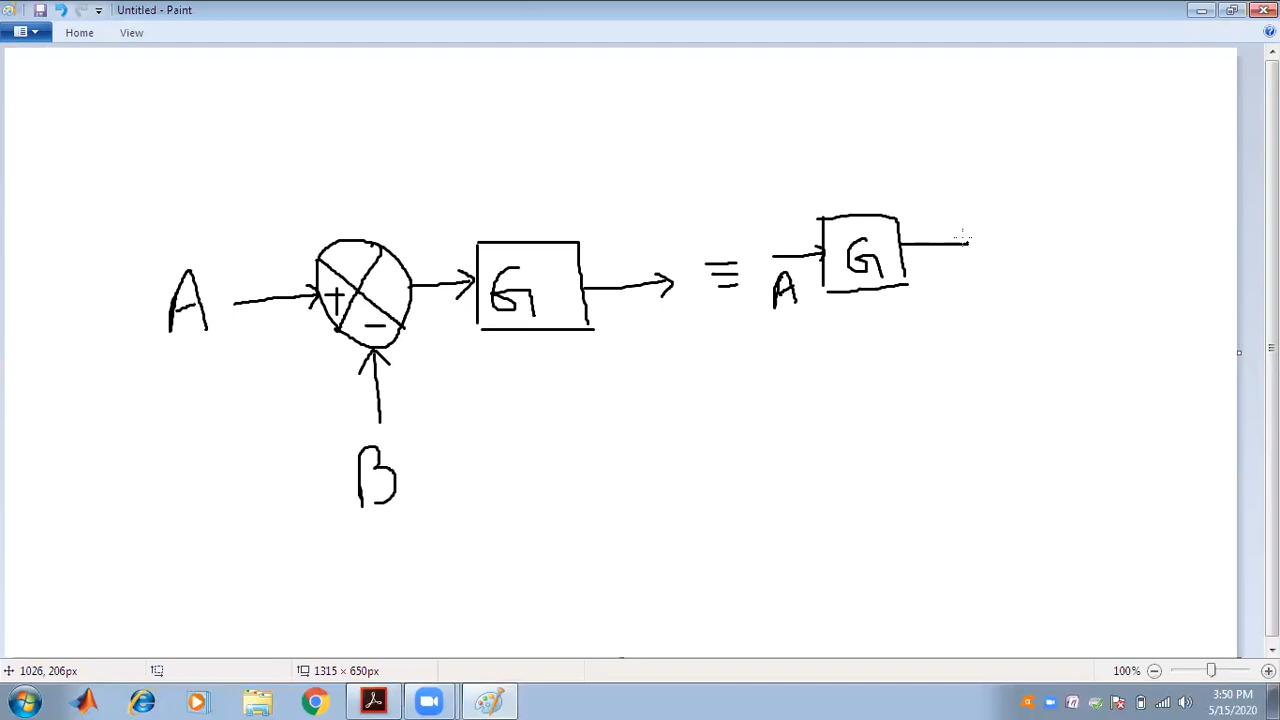 Untitled - Paint
Home View
A + G ≡ A G
−
B
1026, 206px 1315 × 650px 100%
3:50 PM
5/15/2020